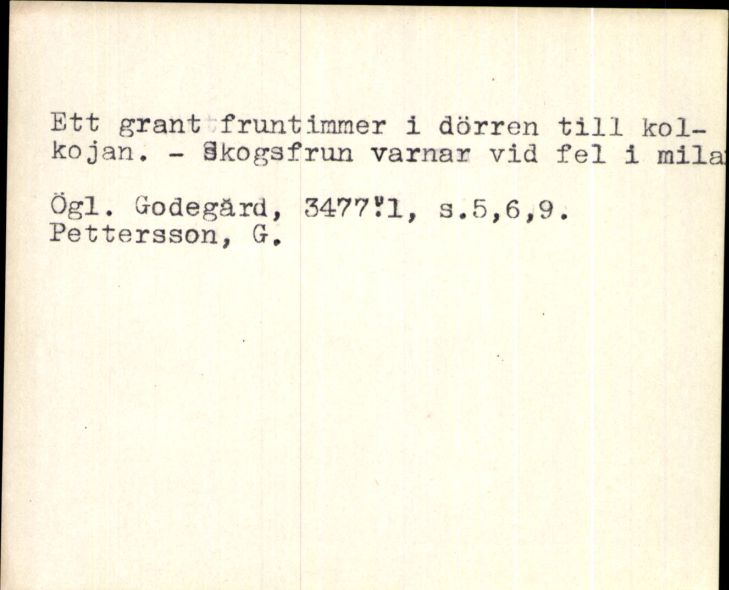 Ett grant fruntimmer i dörren till kol-
kojan. - Skogsfrun varnar vid fel i mila
Ögl. Godegård, 3477:1, s.5,6,9.
Pettersson, G.